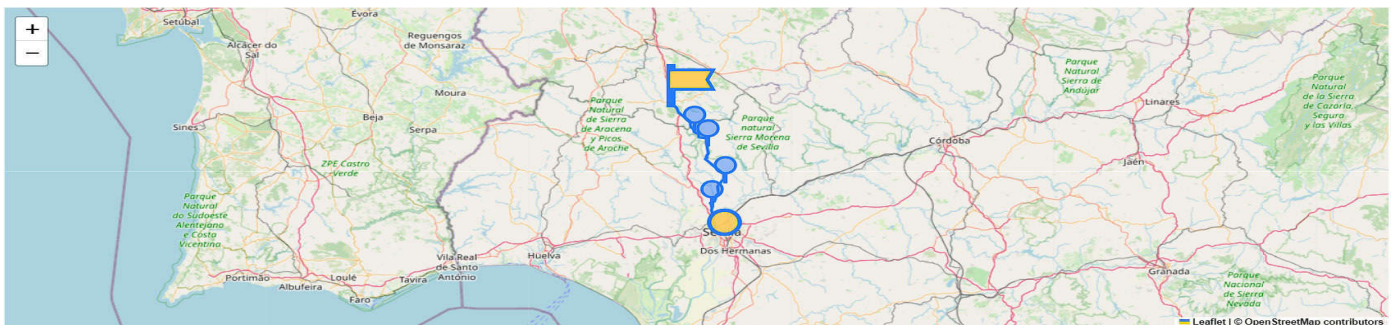 +
−
Setúbal
Évora
Alcácer do
Sal
Reguengos
de Monsaraz
Moura
Beja
Serpa
Sines
ZPE Castro
Verde
Parque
Natural
do Sudoeste
Alentejano
e Costa
Vicentina
Portimão
Albufeira
Loulé
Faro
Tavira
Vila Real
de Santo
António
Huelva
Parque
Natural
de Sierra
de Aracena
y Picos
de Aroche
Parque
natural
Sierra Morena
de Sevilla
Dos Hermanas
Córdoba
Parque
Natural
Sierra de
Andújar
Linares
Jaén
Parque
Natural
de la Sierra
de Cazorla,
Segura
y las Villas
Granada
Parque
Nacional
de Sierra
Nevada
Leaflet | © OpenStreetMap contributors